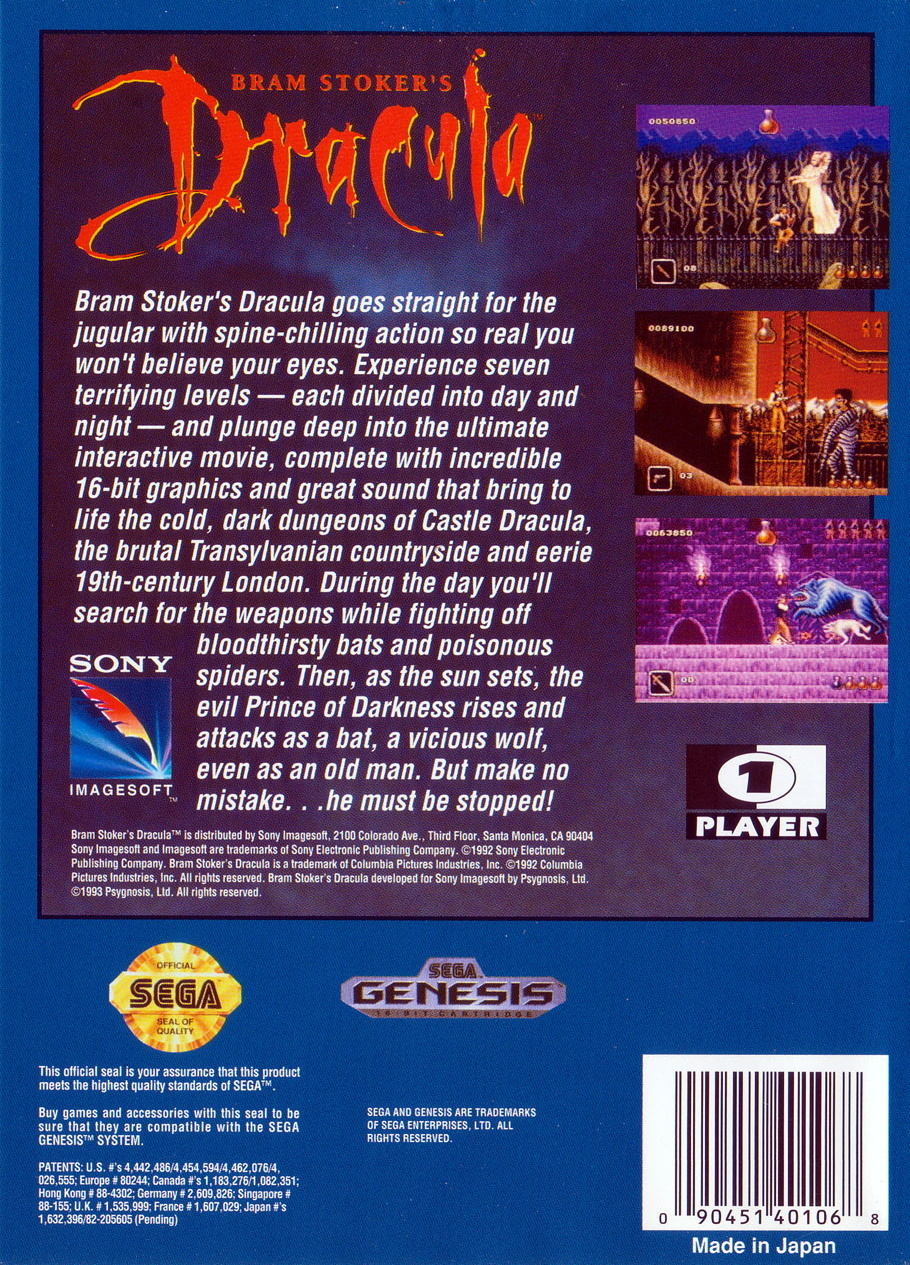 BRAM STOKER'S
Dracula™
Bram Stoker's Dracula goes straight for the
jugular with spine-chilling action so real you
won't believe your eyes. Experience seven
terrifying levels — each divided into day and
night — and plunge deep into the ultimate
interactive movie, complete with incredible
16-bit graphics and great sound that bring to
life the cold, dark dungeons of Castle Dracula,
the brutal Transylvanian countryside and eerie
19th-century London. During the day you'll
search for the weapons while fighting off
bloodthirsty bats and poisonous
spiders. Then, as the sun sets, the
evil Prince of Darkness rises and
attacks as a bat, a vicious wolf,
even as an old man. But make no
mistake. . .he must be stopped!
SONY
IMAGESOFT™
0050650
08
0089100
03
0063850
00
1
PLAYER
Bram Stoker's Dracula™ is distributed by Sony Imagesoft, 2100 Colorado Ave., Third Floor, Santa Monica, CA 90404
Sony Imagesoft and Imagesoft are trademarks of Sony Electronic Publishing Company. ©1992 Sony Electronic
Publishing Company. Bram Stoker's Dracula is a trademark of Columbia Pictures Industries, Inc. ©1992 Columbia
Pictures Industries, Inc. All rights reserved. Bram Stoker's Dracula developed for Sony Imagesoft by Psygnosis, Ltd.
©1993 Psygnosis, Ltd. All rights reserved.
OFFICIAL
SEGA
SEAL OF
QUALITY
SEGA
GENESIS
16-BIT CARTRIDGE
This official seal is your assurance that this product
meets the highest quality standards of SEGA™.
Buy games and accessories with this seal to be
sure that they are compatible with the SEGA
GENESIS™ SYSTEM.
PATENTS: U.S. #'s 4,442,486/4,454,594/4,462,076/4,
026,555; Europe # 80244; Canada #'s 1,183,276/1,082,351;
Hong Kong # 88-4302; Germany # 2,609,826; Singapore #
88-155; U.K. # 1,535,999; France # 1,607,029; Japan #'s
1,632,396/82-205605 (Pending)
SEGA AND GENESIS ARE TRADEMARKS
OF SEGA ENTERPRISES, LTD. ALL
RIGHTS RESERVED.
0 90451 40106 8
Made in Japan